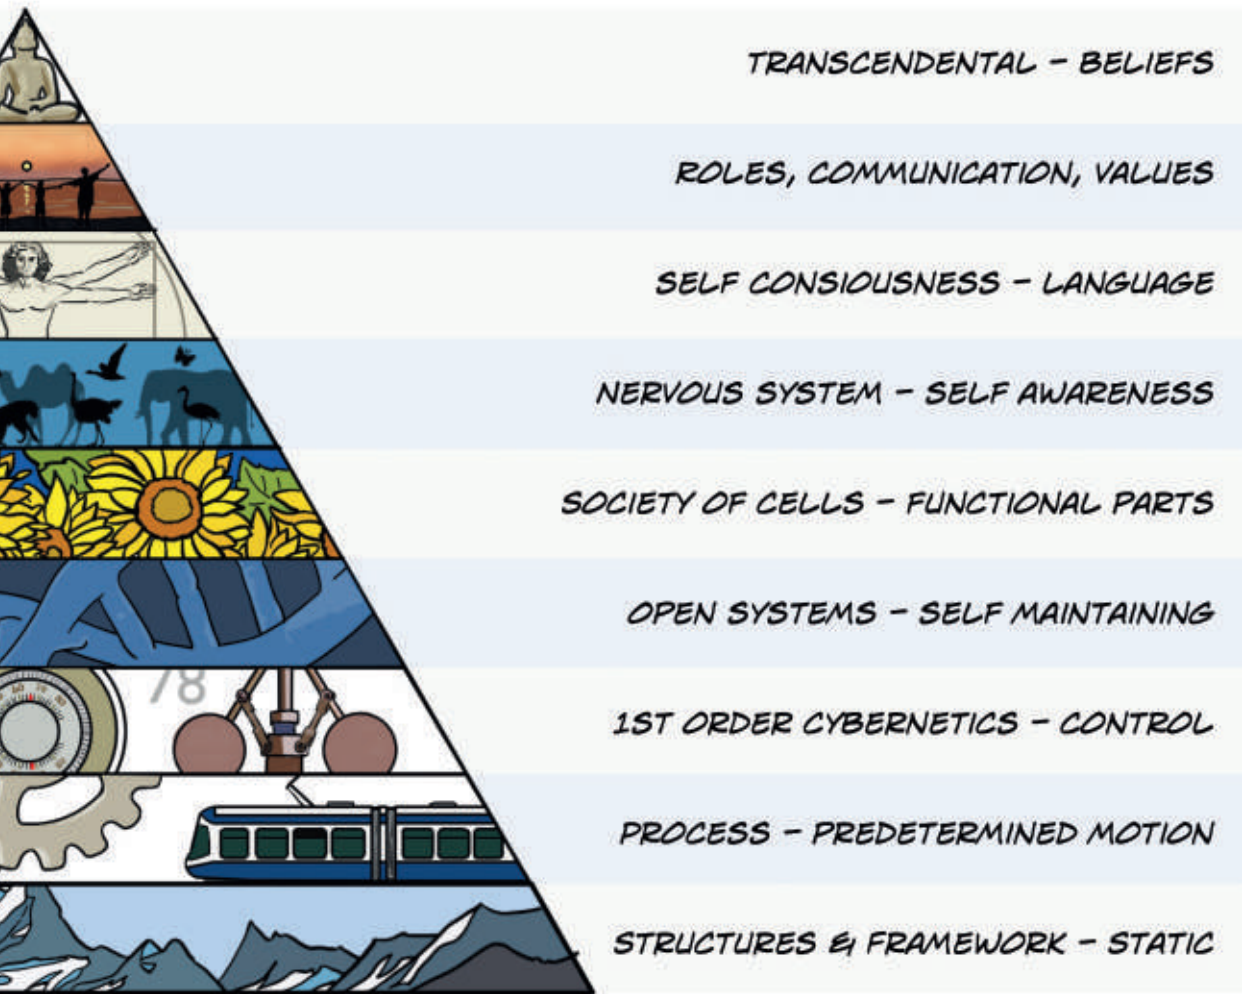 TRANSCENDENTAL – BELIEFS
ROLES, COMMUNICATION, VALUES
SELF CONSIOUSNESS – LANGUAGE
NERVOUS SYSTEM – SELF AWARENESS
SOCIETY OF CELLS – FUNCTIONAL PARTS
OPEN SYSTEMS – SELF MAINTAINING
78
1ST ORDER CYBERNETICS – CONTROL
PROCESS – PREDETERMINED MOTION
STRUCTURES & FRAMEWORK – STATIC